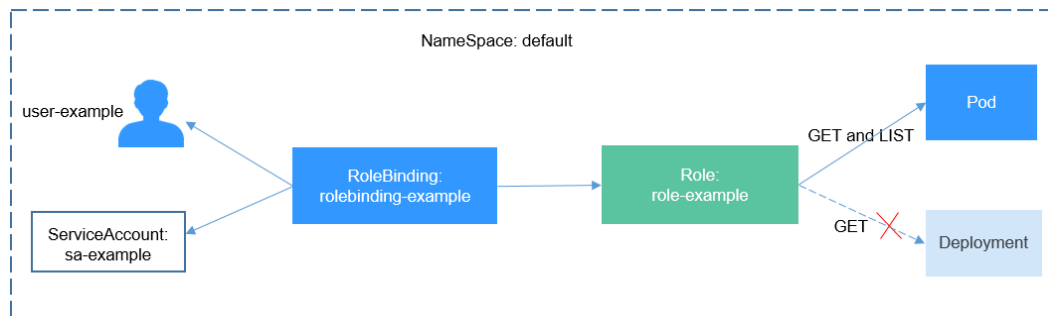 NameSpace: default
user-example
RoleBinding:
rolebinding-example
ServiceAccount:
sa-example
Role:
role-example
GET and LIST
Pod
GET
Deployment